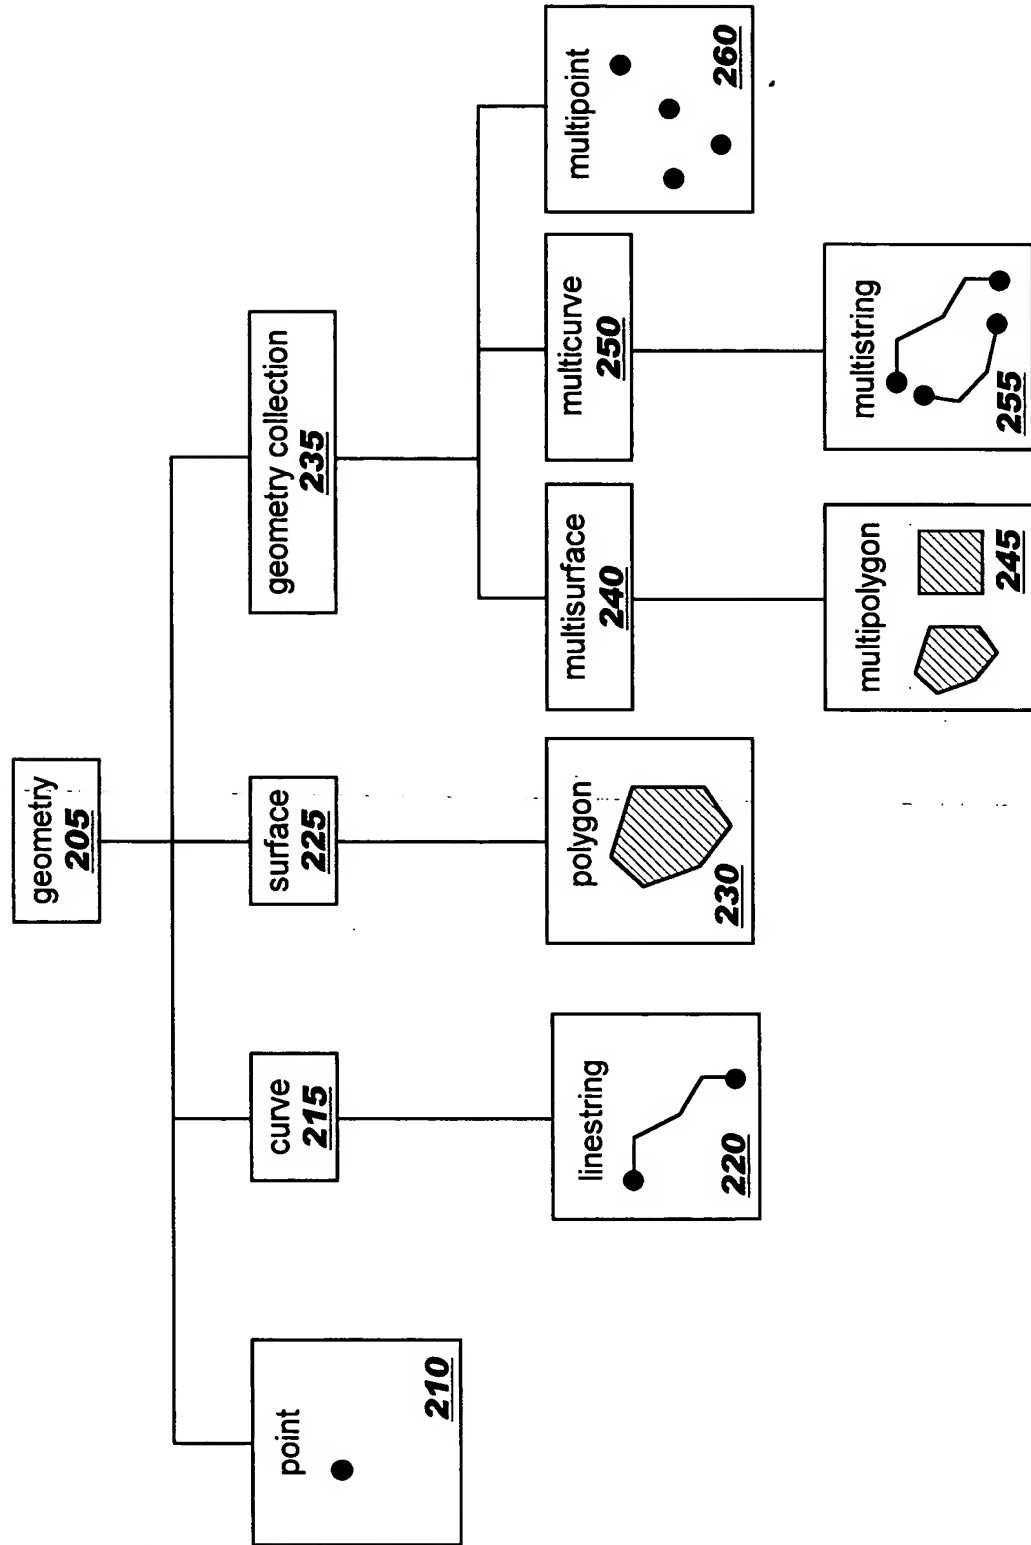 geometry
205
point
210
curve
215
linestring
220
surface
225
polygon
230
geometry collection
235
multisurface
240
multipolygon
245
multicurve
250
multistring
255
multipoint
260